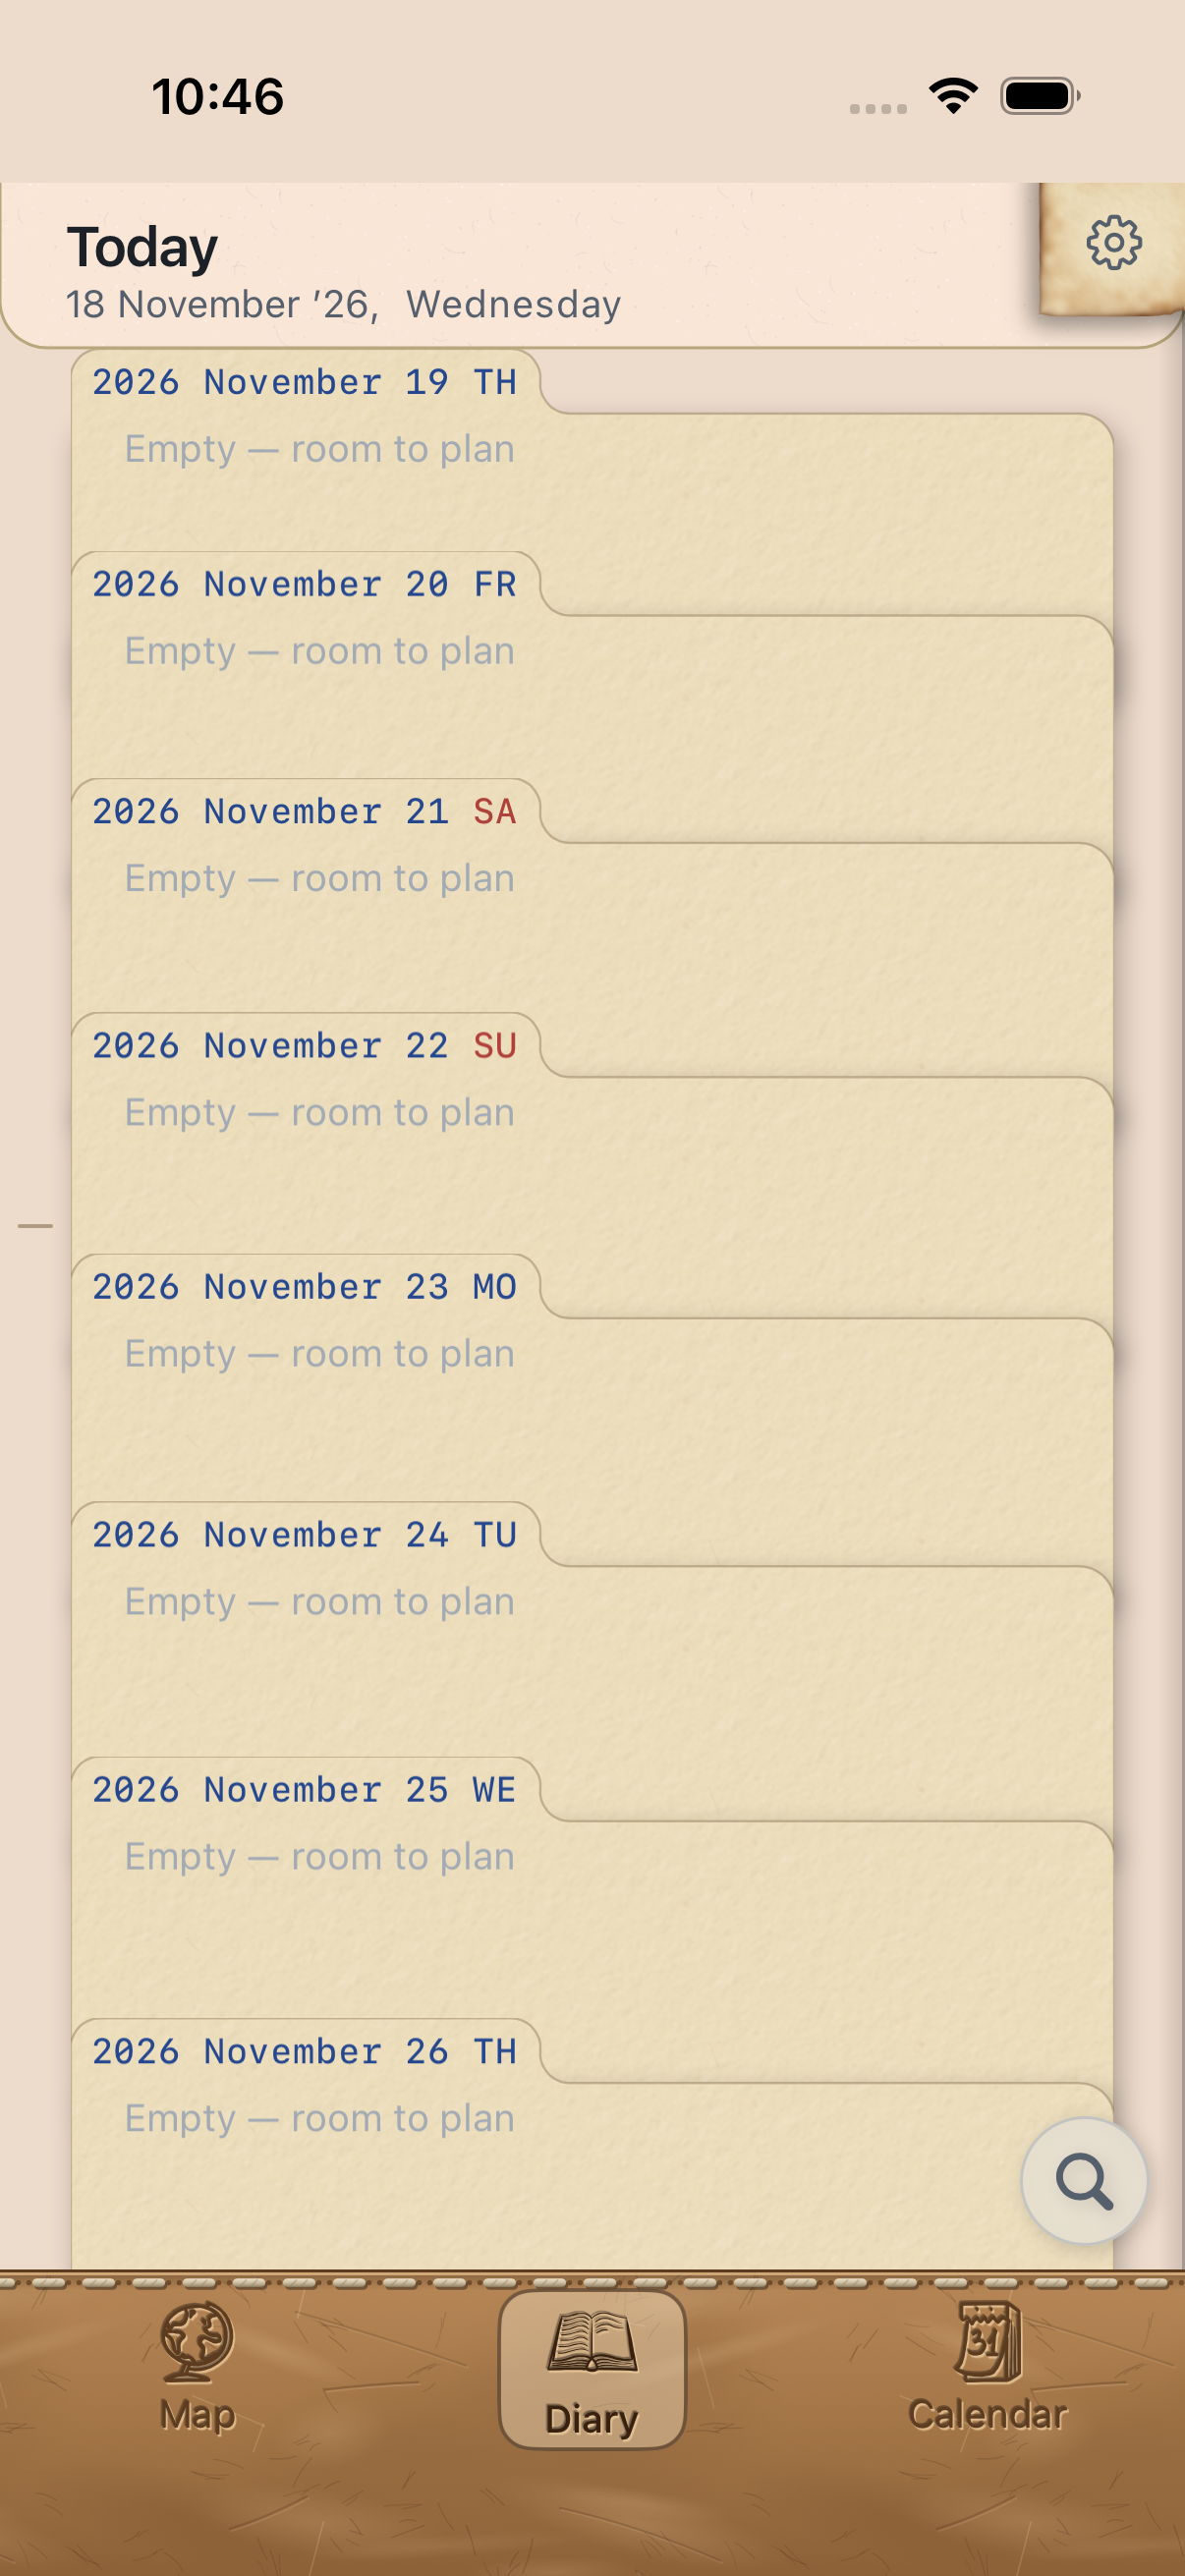 10:46
Today
18 November ’26, Wednesday
2026 November 19 TH
Empty — room to plan
2026 November 20 FR
Empty — room to plan
2026 November 21 SA
Empty — room to plan
2026 November 22 SU
Empty — room to plan
2026 November 23 MO
Empty — room to plan
2026 November 24 TU
Empty — room to plan
2026 November 25 WE
Empty — room to plan
2026 November 26 TH
Empty — room to plan
31
Map
Diary
Calendar